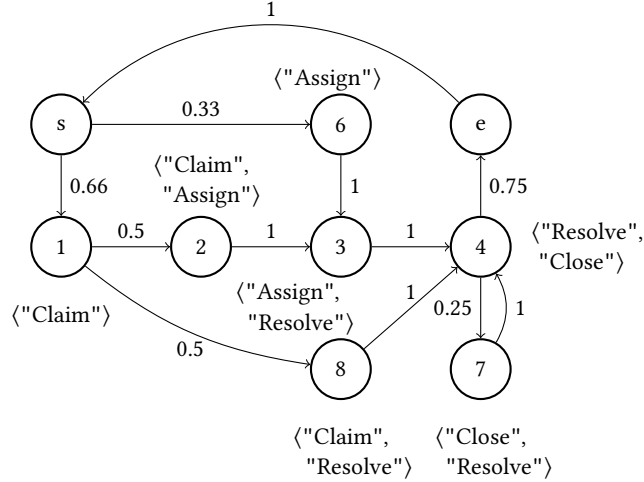 1
⟨"Assign"⟩
s
0.33
6
e
0.66
⟨"Claim",
"Assign"⟩
1
0.75
1
0.5
2
1
3
1
4
⟨"Resolve",
"Close"⟩
⟨"Claim"⟩
⟨"Assign",
"Resolve"⟩
1
0.25
1
0.5
8
7
⟨"Claim",
"Resolve"⟩
⟨"Close",
"Resolve"⟩